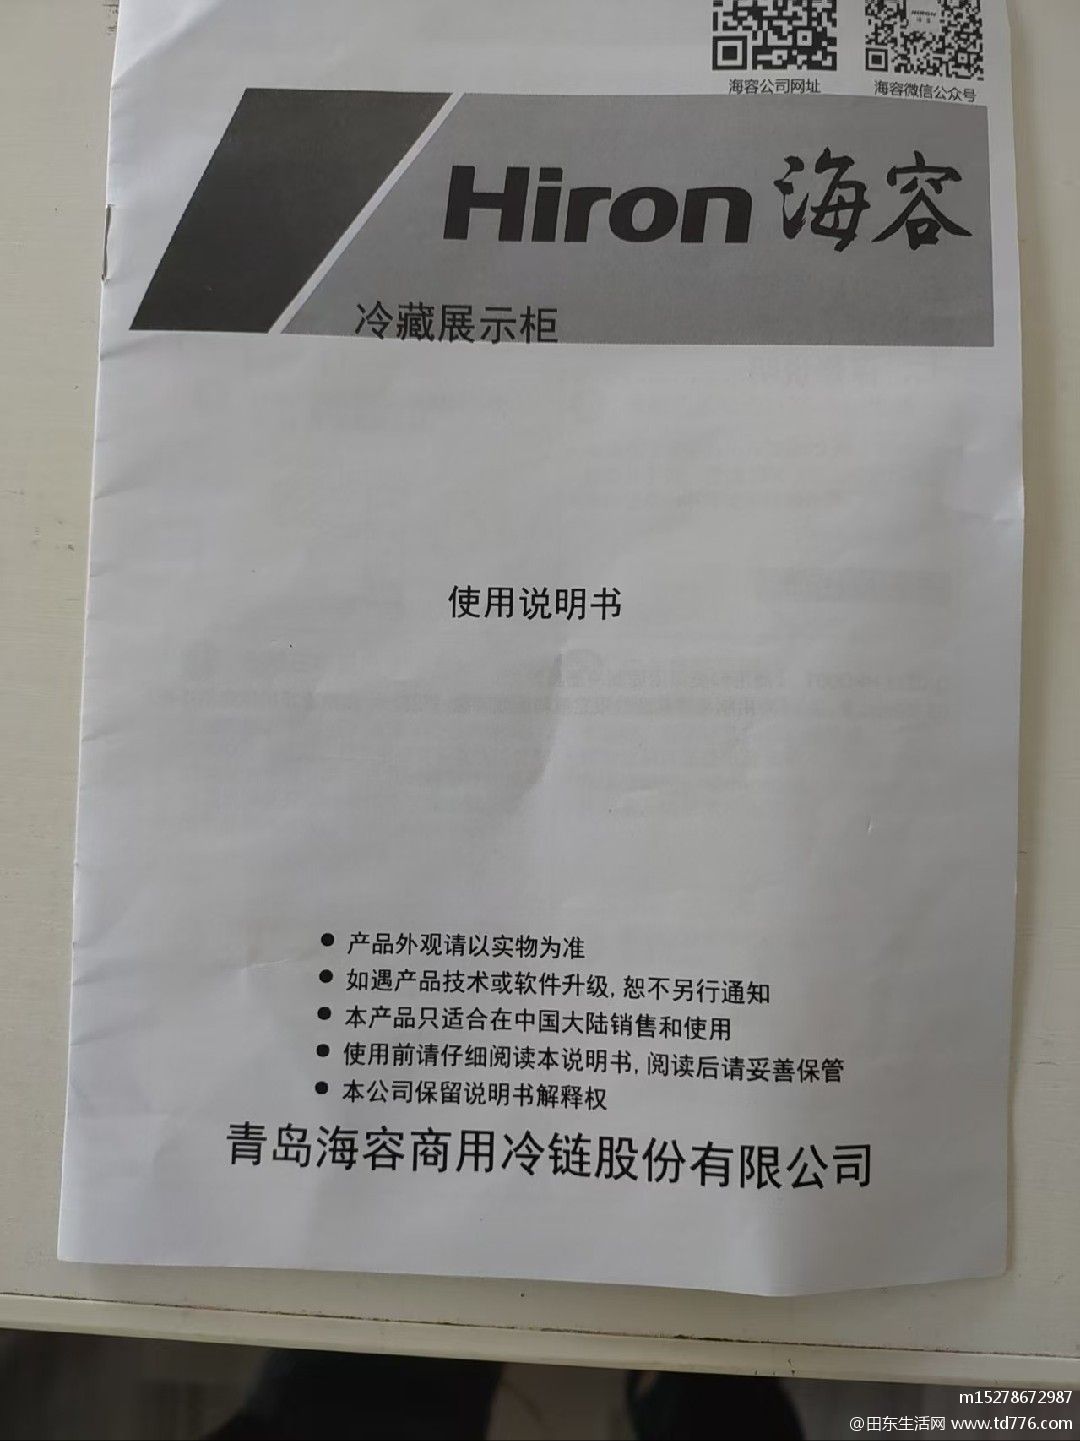 海容公司网址
海容微信公众号
Hiron 海容
冷藏展示柜
使用说明书
● 产品外观请以实物为准
● 如遇产品技术或软件升级,恕不另行通知
● 本产品只适合在中国大陆销售和使用
● 使用前请仔细阅读本说明书,阅读后请妥善保管
● 本公司保留说明书解释权
青岛海容商用冷链股份有限公司
m15278672987
@田东生活网 www.td776.com